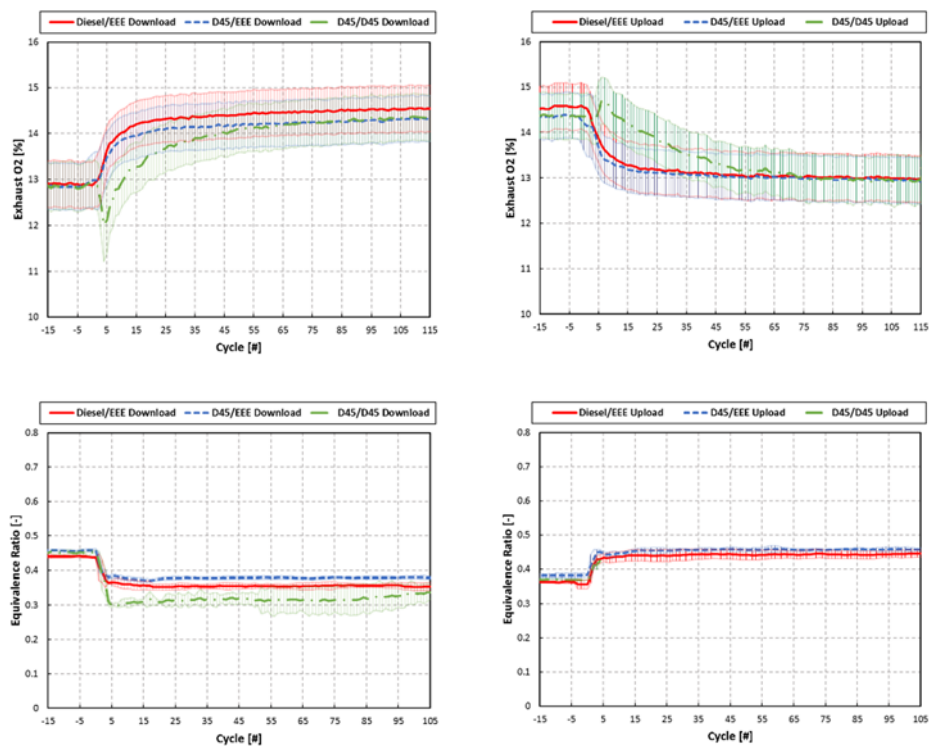 Diesel/EEE Download D45/EEE Download D45/D45 Download
16
15
14
13
12
11
10
Exhaust O2 [%]
-15 -5 5 15 25 35 45 55 65 75 85 95 105 115
Cycle [#]
Diesel/EEE Upload D45/EEE Upload D45/D45 Upload
16
15
14
13
12
11
10
Exhaust O2 [%]
-15 -5 5 15 25 35 45 55 65 75 85 95 105 115
Cycle [#]
Diesel/EEE Download D45/EEE Download D45/D45 Download
0.8
0.7
0.6
0.5
0.4
0.3
0.2
0.1
0
Equivalence Ratio [-]
-15 -5 5 15 25 35 45 55 65 75 85 95 105
Cycle [#]
Diesel/EEE Upload D45/EEE Upload D45/D45 Upload
0.8
0.7
0.6
0.5
0.4
0.3
0.2
0.1
0
Equivalence Ratio [-]
-15 -5 5 15 25 35 45 55 65 75 85 95 105
Cycle [#]